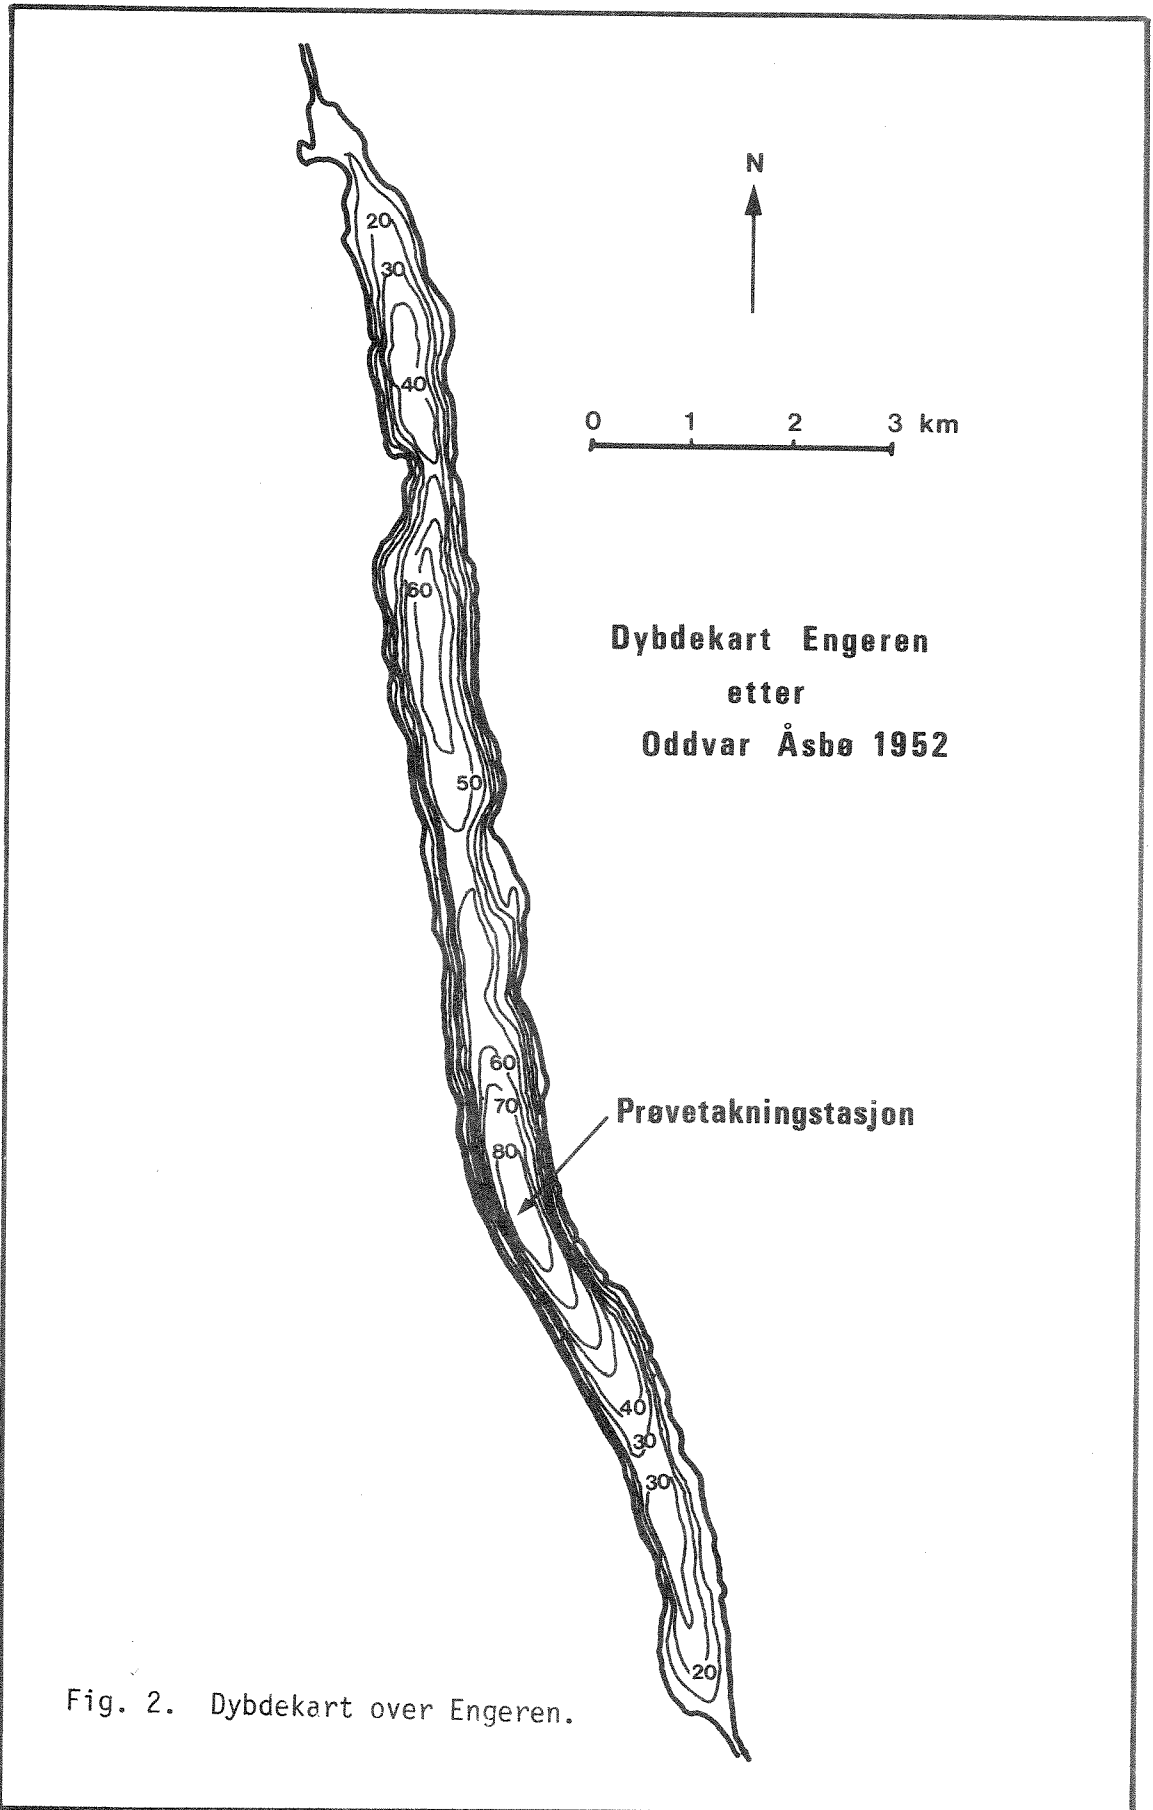 N
20
30
40
0 1 2 3 km
60
Dybdekart Engeren
etter
Oddvar Åsbø 1952
50
60
70
Prøvetakningstasjon
80
40
30
30
20
Fig. 2. Dybdekart over Engeren.